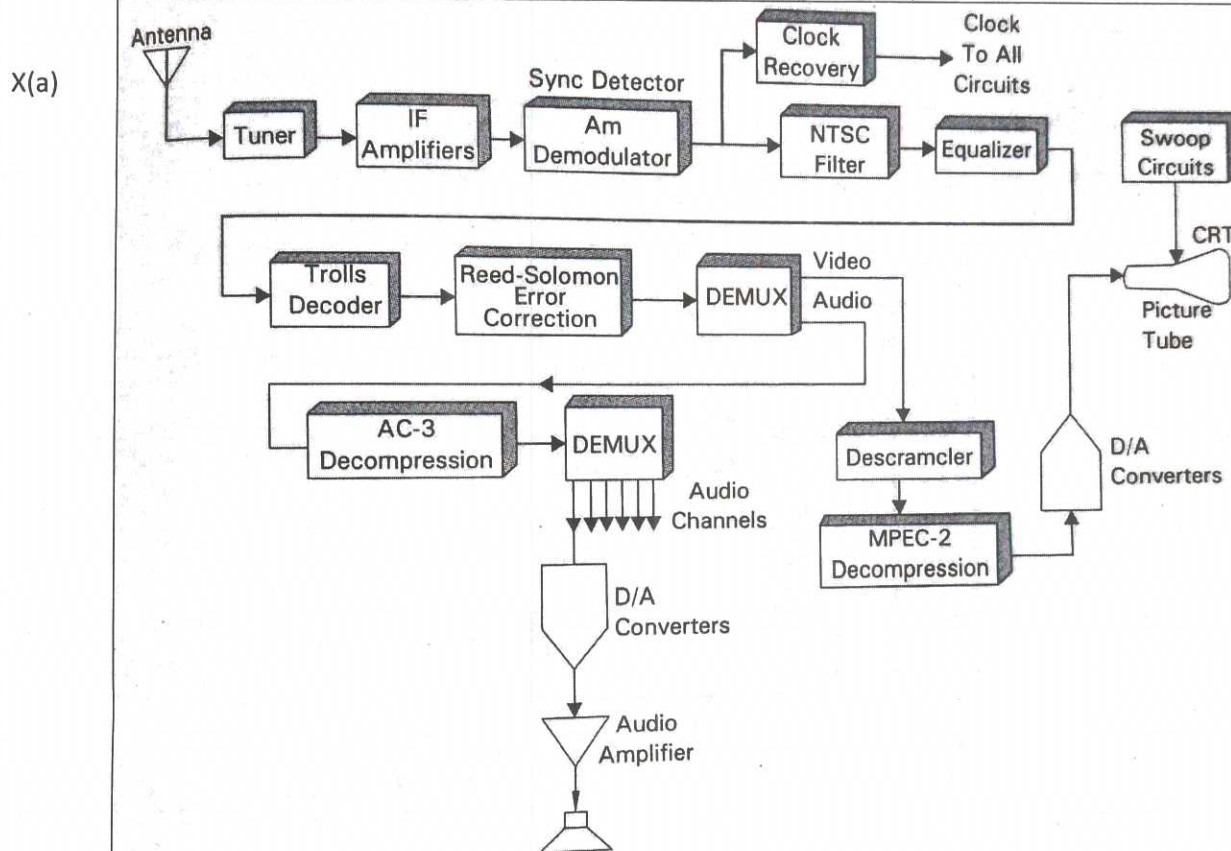 X(a)
Antenna
Tuner
IF
Amplifiers
Sync Detector
Am
Demodulator
Clock
Recovery
Clock
To All
Circuits
NTSC
Filter
Equalizer
Swoop
Circuits
CRT
Picture
Tube
Trolls
Decoder
Reed-Solomon
Error
Correction
DEMUX
Video
Audio
AC-3
Decompression
DEMUX
Audio
Channels
Descramcler
MPEC-2
Decompression
D/A
Converters
D/A
Converters
Audio
Amplifier